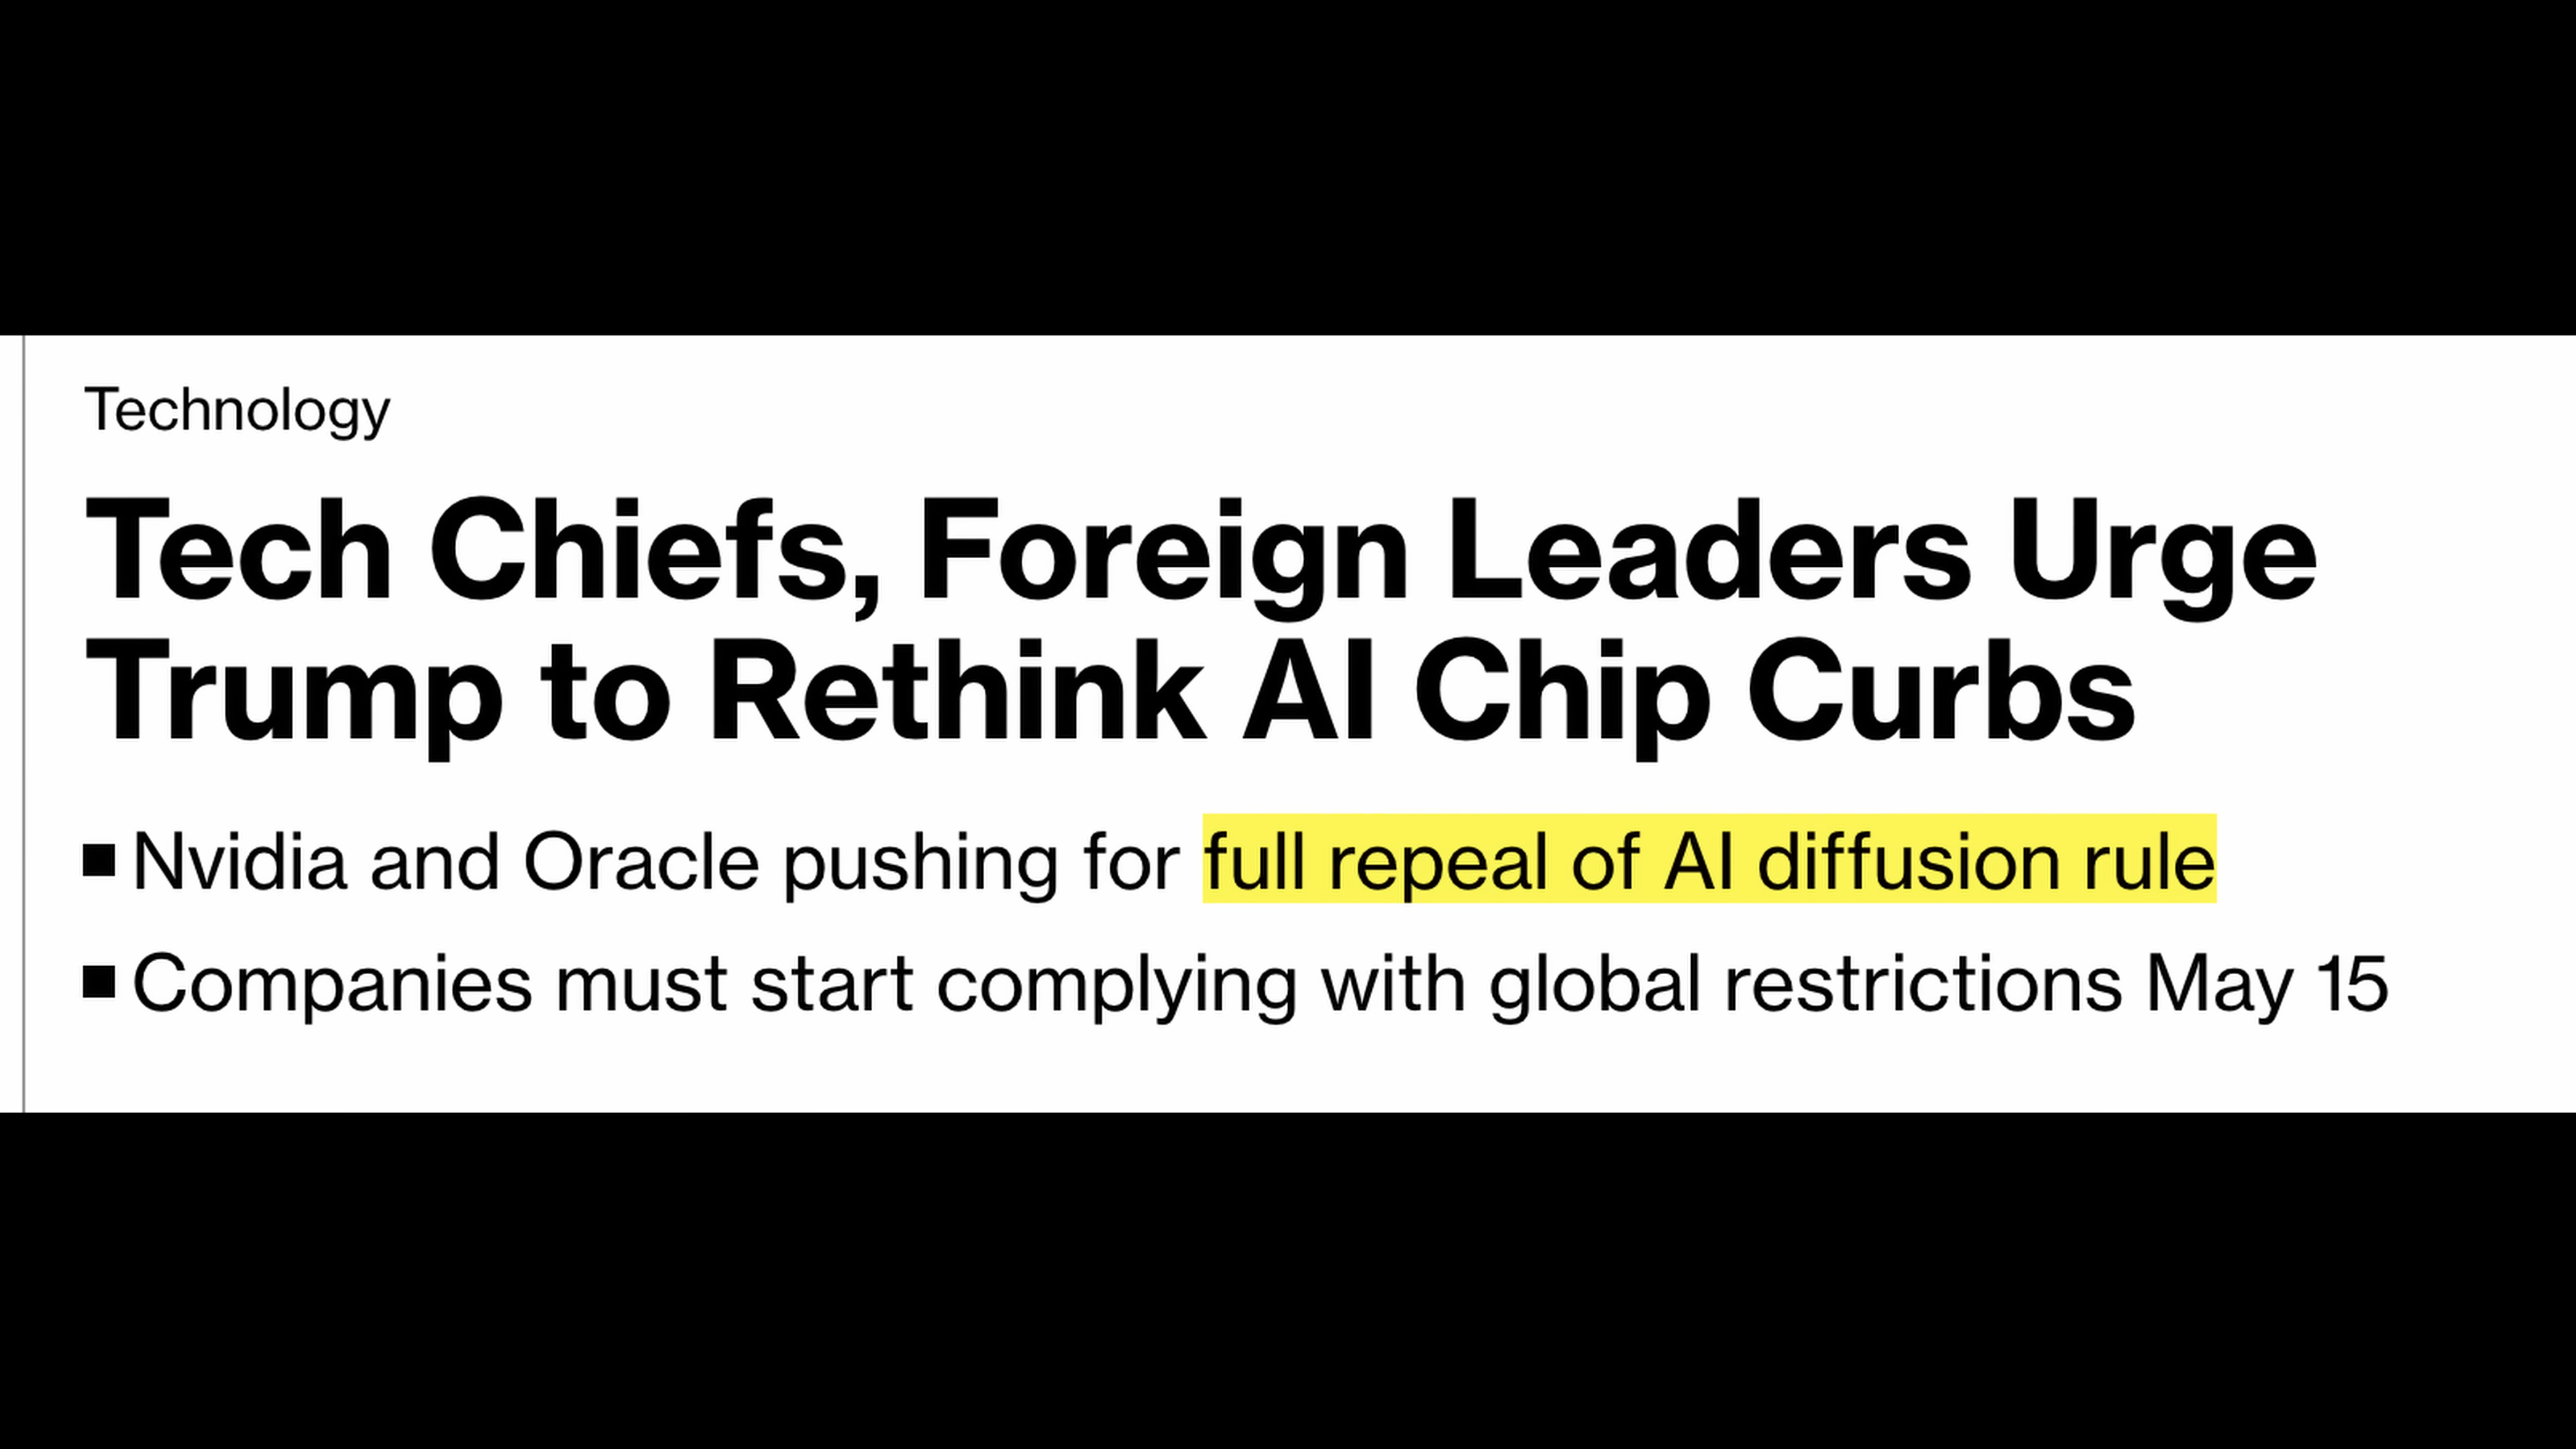 Technology
Tech Chiefs, Foreign Leaders Urge
Trump to Rethink AI Chip Curbs
■ Nvidia and Oracle pushing for full repeal of AI diffusion rule
■ Companies must start complying with global restrictions May 15